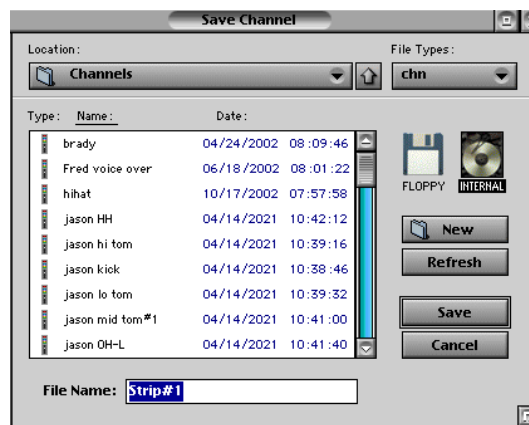 Save Channel
Location:
File Types:
Channels
chn
Type: Name: Date:
brady 04/24/2002 08:09:46
Fred voice over 06/18/2002 08:01:22
hihat 10/17/2002 07:57:58
jason HH 04/14/2021 10:42:12
jason hi tom 04/14/2021 10:39:16
jason kick 04/14/2021 10:38:46
jason lo tom 04/14/2021 10:39:32
jason mid tom#1 04/14/2021 10:41:00
jason OH-L 04/14/2021 10:41:40
FLOPPY
INTERNAL
New
Refresh
Save
Cancel
File Name: Strip#1